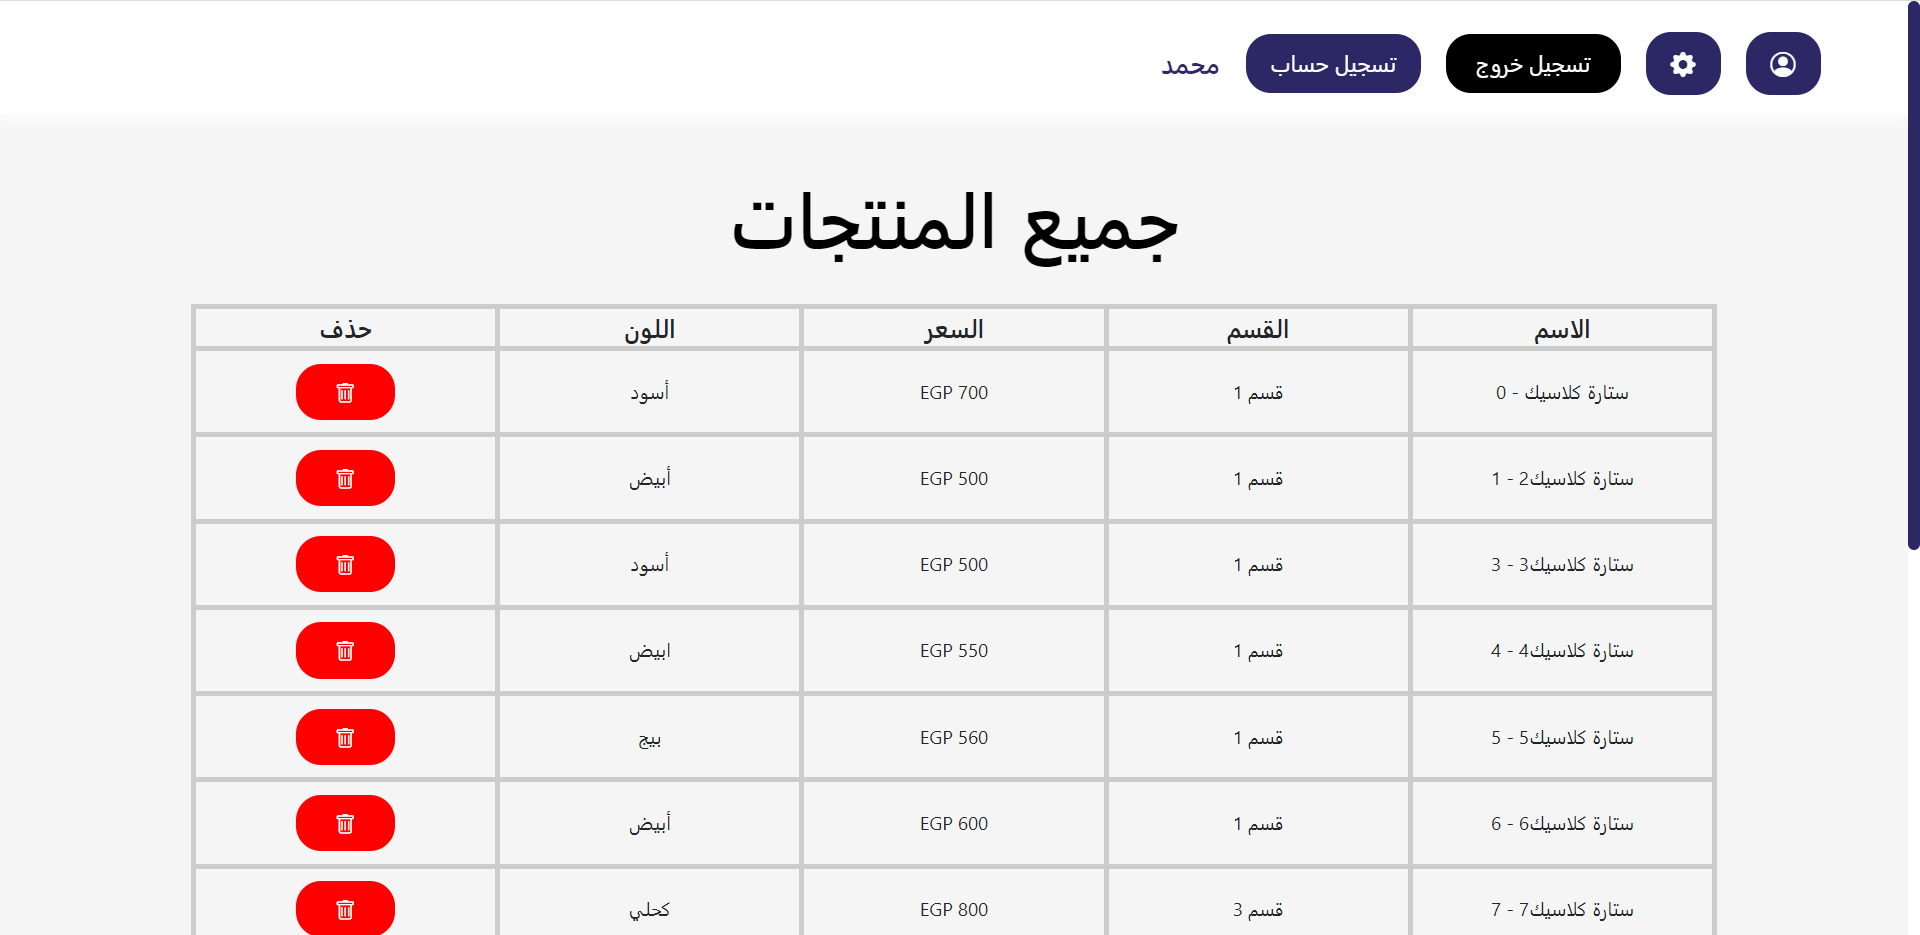 تسجيل خروج تسجيل حساب محمد
جميع المنتجات
الاسم القسم السعر اللون حذف
ستارة كلاسيك - 0 قسم 1 EGP 700 أسود
ستارة كلاسيك2 - 1 قسم 1 EGP 500 أبيض
ستارة كلاسيك3 - 3 قسم 1 EGP 500 أسود
ستارة كلاسيك4 - 4 قسم 1 EGP 550 ابيض
ستارة كلاسيك5 - 5 قسم 1 EGP 560 بيج
ستارة كلاسيك6 - 6 قسم 1 EGP 600 أبيض
ستارة كلاسيك7 - 7 قسم 3 EGP 800 كحلي